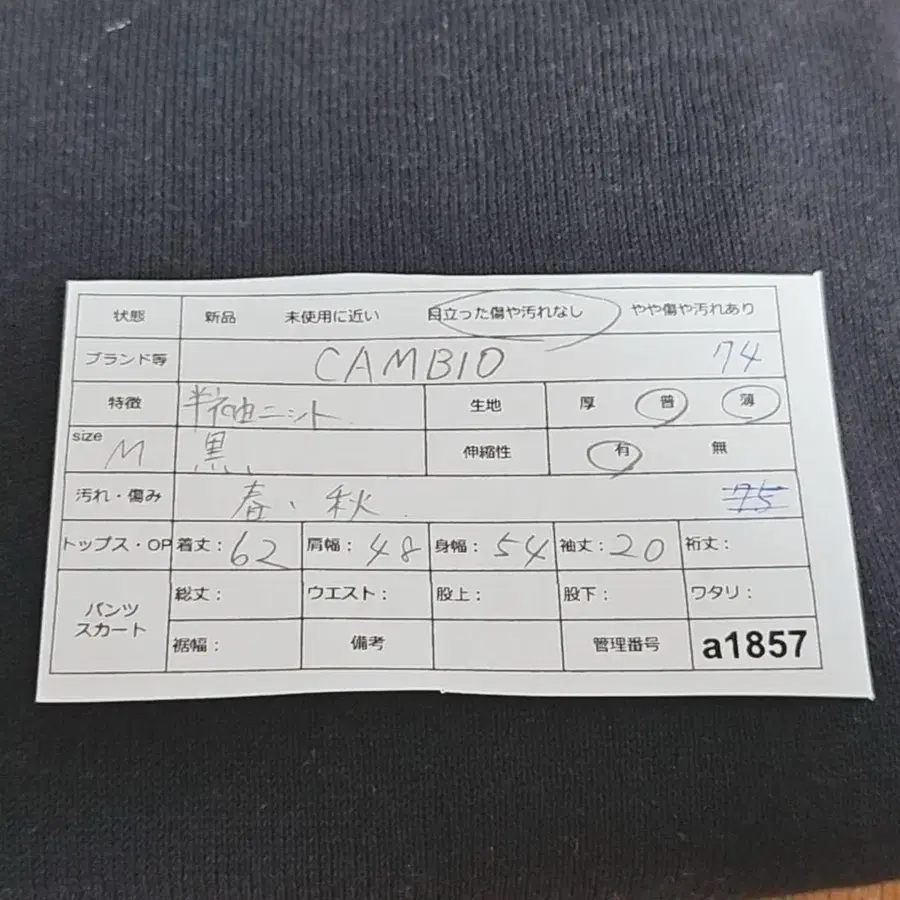 状態 新品 未使用に近い 目立った傷や汚れなし やや傷や汚れあり
ブランド等 CAMBIO 74
特徴 半袖ニット 生地 厚 普 薄
size M 黒、 伸縮性 有 無
汚れ・傷み 春、秋. 75
トップス・OP 着丈:62 肩幅:48 身幅:54 袖丈:20 裄丈:
パンツ スカート 総丈: ウエスト: 股上: 股下: ワタリ:
裾幅: 備考 管理番号 a1857